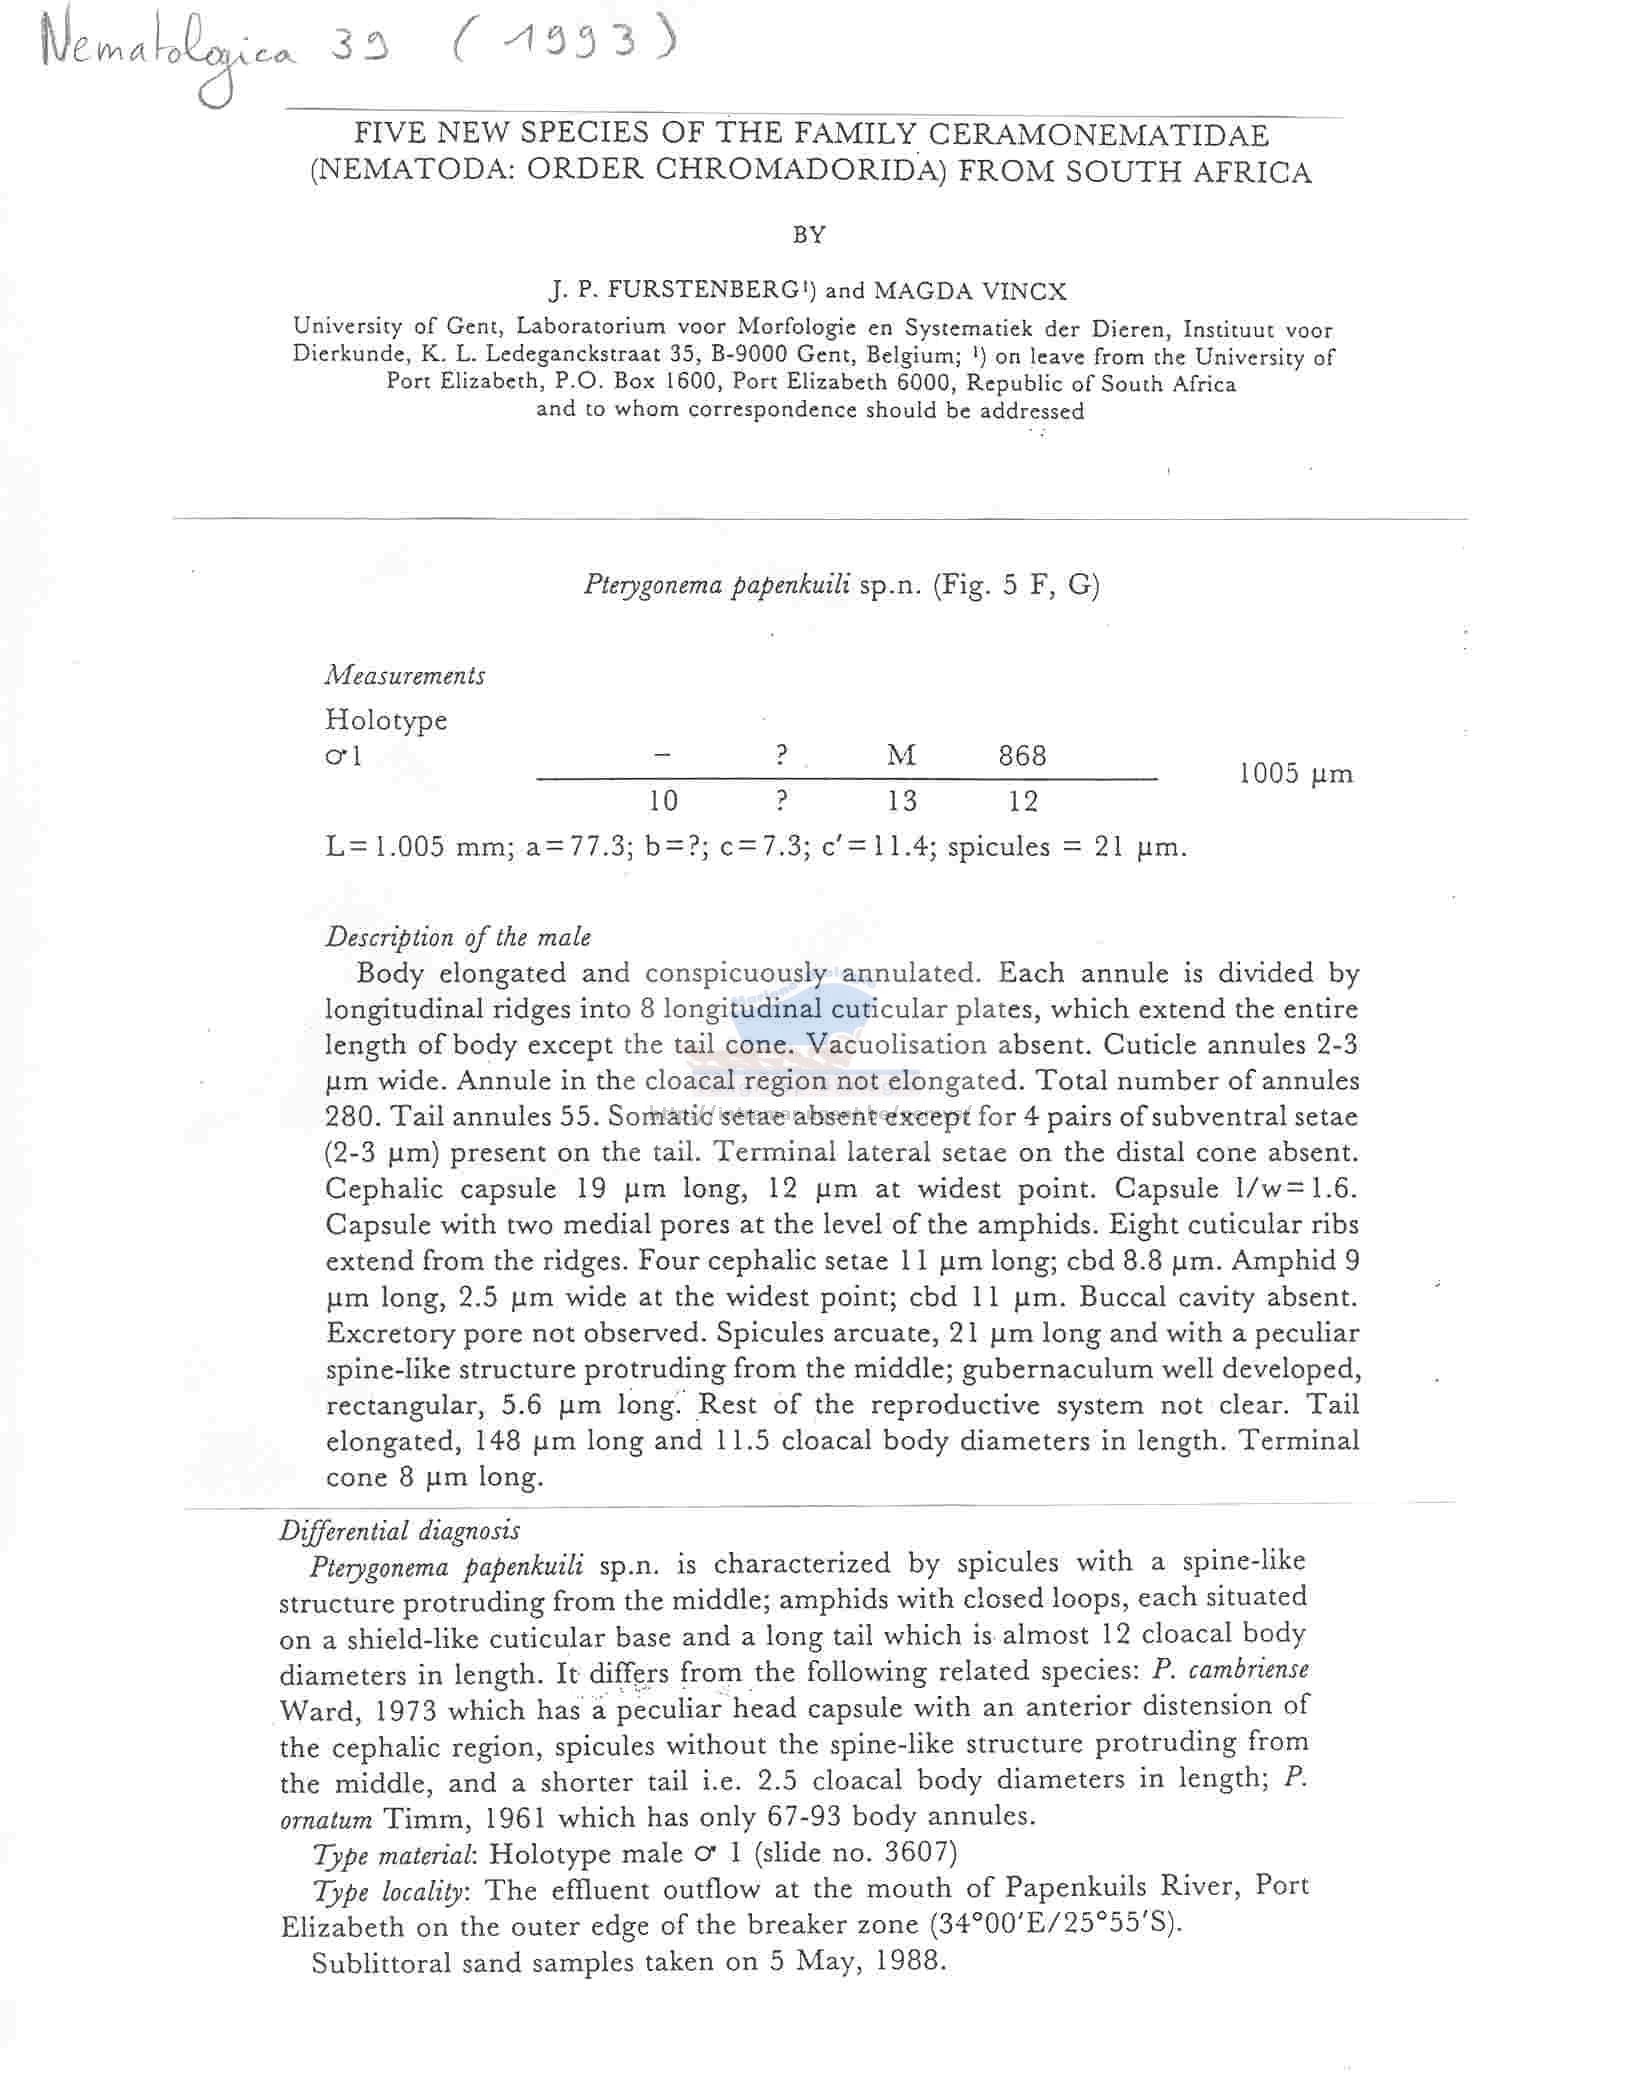 Nematologica 39 (1993)
FIVE NEW SPECIES OF THE FAMILY CERAMONEMATIDAE
(NEMATODA: ORDER CHROMADORIDA) FROM SOUTH AFRICA
BY
J. P. FURSTENBERG¹) and MAGDA VINCX
University of Gent, Laboratorium voor Morfologie en Systematiek der Dieren, Instituut voor
Dierkunde, K. L. Ledeganckstraat 35, B-9000 Gent, Belgium; ¹) on leave from the University of
Port Elizabeth, P.O. Box 1600, Port Elizabeth 6000, Republic of South Africa
and to whom correspondence should be addressed
Pterygonema papenkuili sp.n. (Fig. 5 F, G)
Measurements
Holotype
♂1 – ? M 868
1005 µm
10 ? 13 12
L=1.005 mm; a=77.3; b=?; c=7.3; c′=11.4; spicules = 21 µm.
Description of the male
Body elongated and conspicuously annulated. Each annule is divided by
longitudinal ridges into 8 longitudinal cuticular plates, which extend the entire
length of body except the tail cone. Vacuolisation absent. Cuticle annules 2-3
µm wide. Annule in the cloacal region not elongated. Total number of annules
280. Tail annules 55. Somatic setae absent except for 4 pairs of subventral setae
(2-3 µm) present on the tail. Terminal lateral setae on the distal cone absent.
Cephalic capsule 19 µm long, 12 µm at widest point. Capsule l/w=1.6.
Capsule with two medial pores at the level of the amphids. Eight cuticular ribs
extend from the ridges. Four cephalic setae 11 µm long; cbd 8.8 µm. Amphid 9
µm long, 2.5 µm wide at the widest point; cbd 11 µm. Buccal cavity absent.
Excretory pore not observed. Spicules arcuate, 21 µm long and with a peculiar
spine-like structure protruding from the middle; gubernaculum well developed,
rectangular, 5.6 µm long. Rest of the reproductive system not clear. Tail
elongated, 148 µm long and 11.5 cloacal body diameters in length. Terminal
cone 8 µm long.
Differential diagnosis
Pterygonema papenkuili sp.n. is characterized by spicules with a spine-like
structure protruding from the middle; amphids with closed loops, each situated
on a shield-like cuticular base and a long tail which is almost 12 cloacal body
diameters in length. It differs from the following related species: P. cambriense
Ward, 1973 which has a peculiar head capsule with an anterior distension of
the cephalic region, spicules without the spine-like structure protruding from
the middle, and a shorter tail i.e. 2.5 cloacal body diameters in length; P.
ornatum Timm, 1961 which has only 67-93 body annules.
Type material: Holotype male ♂ 1 (slide no. 3607)
Type locality: The effluent outflow at the mouth of Papenkuils River, Port
Elizabeth on the outer edge of the breaker zone (34°00′E/25°55′S).
Sublittoral sand samples taken on 5 May, 1988.